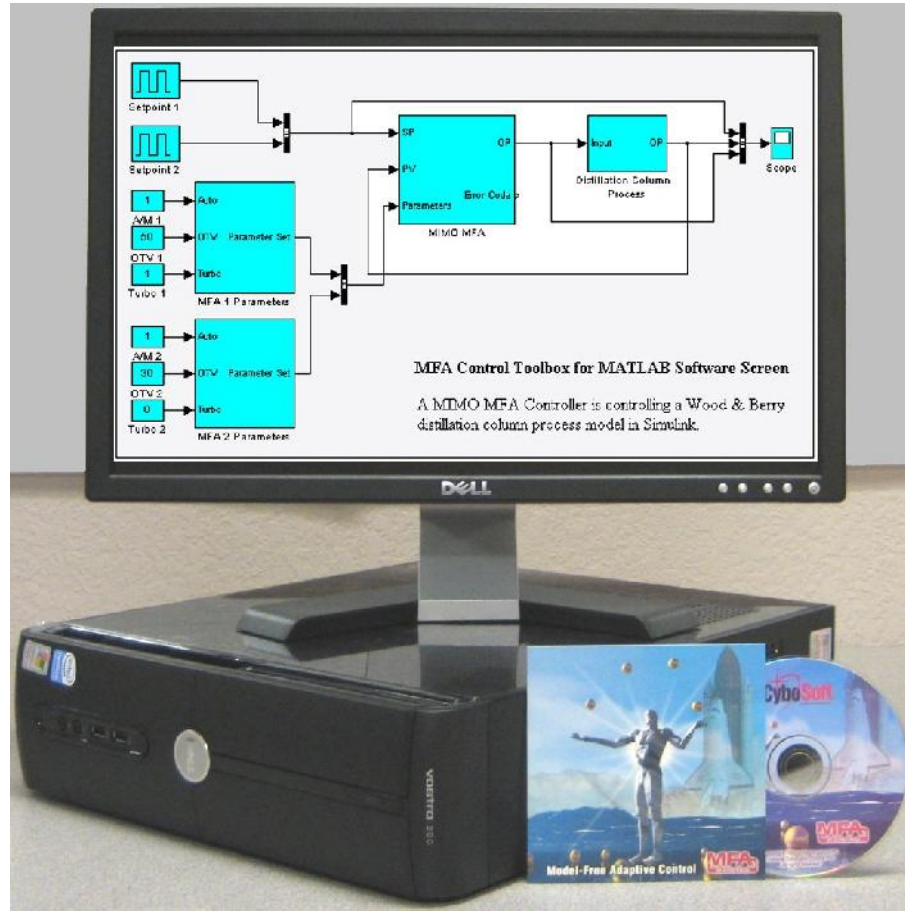 Setpoint 1
Setpoint 2
1
A/M 1
60
OTV 1
1
Turbo 1
Auto
OTV Parameter Set
Turbo
MFA 1 Parameters
1
A/M 2
30
OTV 2
0
Turbo 2
Auto
OTV Parameter Set
Turbo
MFA 2 Parameters
SP
OP
PV
Error Code
Parameters
MIMO MFA
Input OP
Distillation Column
Process
Scope
MFA Control Toolbox for MATLAB Software Screen
A MIMO MFA Controller is controlling a Wood & Berry
distillation column process model in Simulink.
DELL
VOSTRO 200
Model-Free Adaptive Control
MFA
CyboSoft
MFA